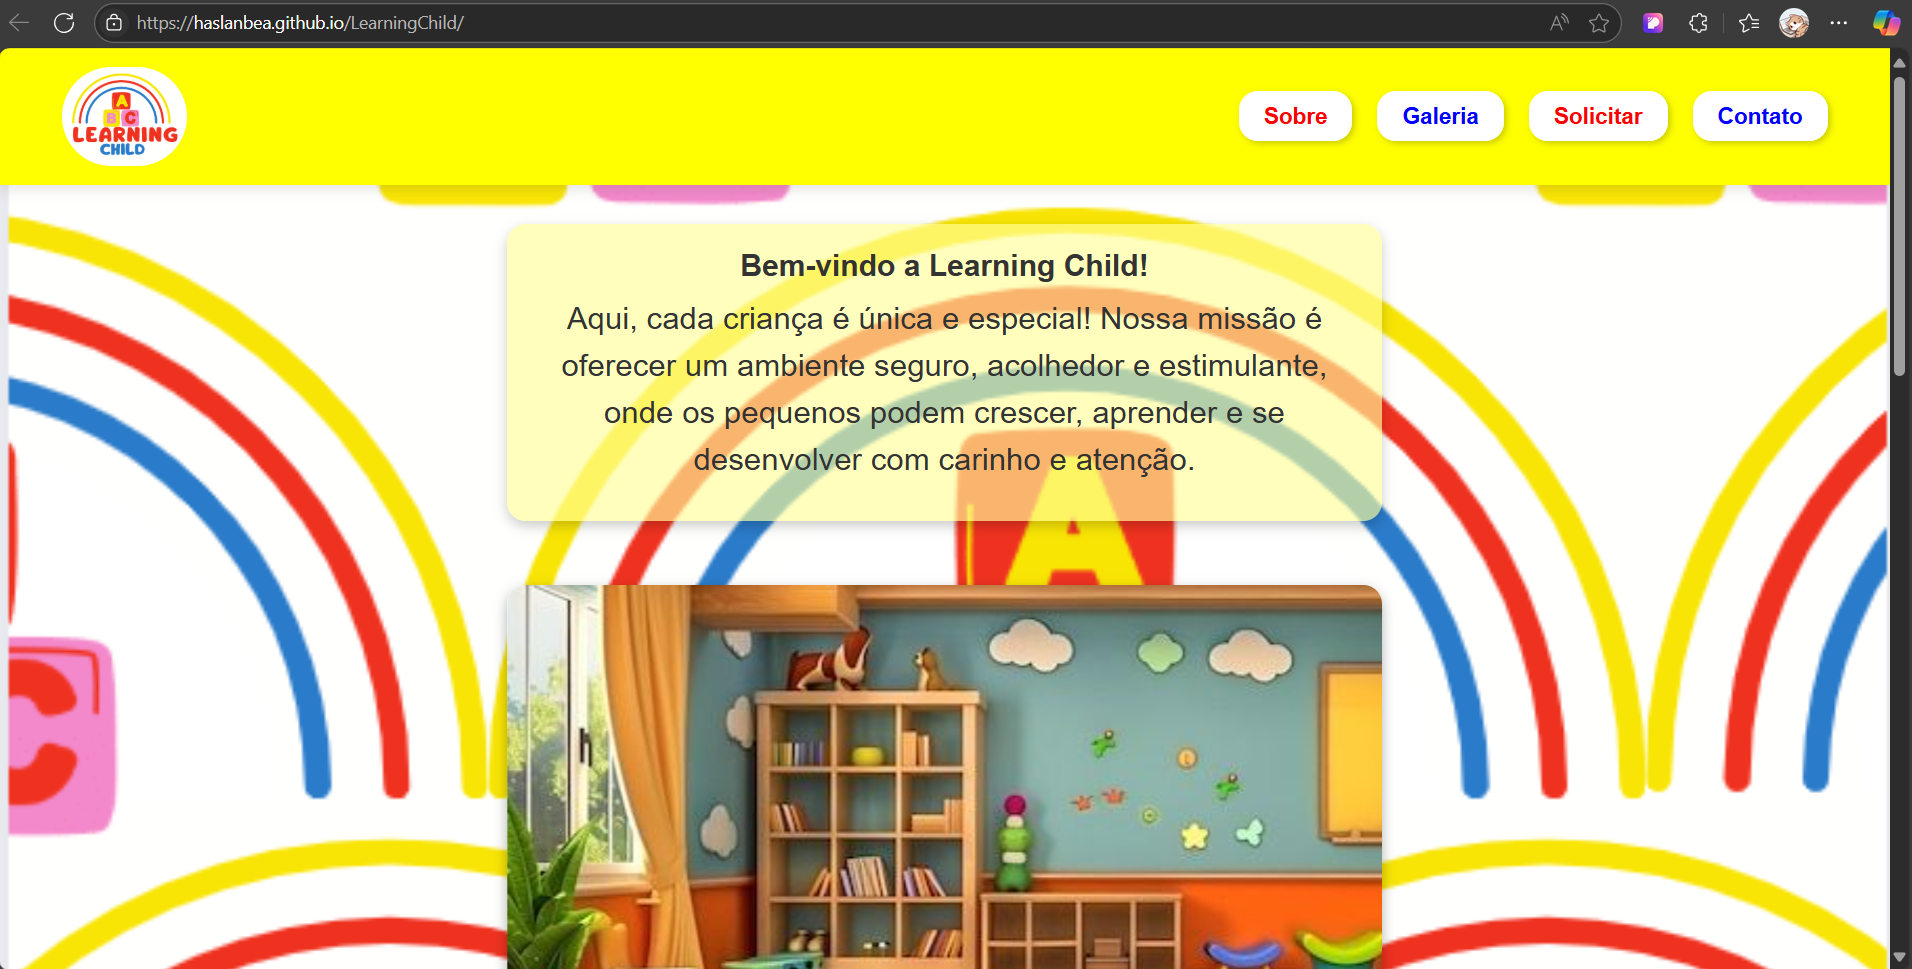 https://haslanbea.github.io/LearningChild/
A
B C
LEARNING
CHILD
Sobre
Galeria
Solicitar
Contato
Bem-vindo a Learning Child!
Aqui, cada criança é única e especial! Nossa missão é
oferecer um ambiente seguro, acolhedor e estimulante,
onde os pequenos podem crescer, aprender e se
desenvolver com carinho e atenção.
A
C